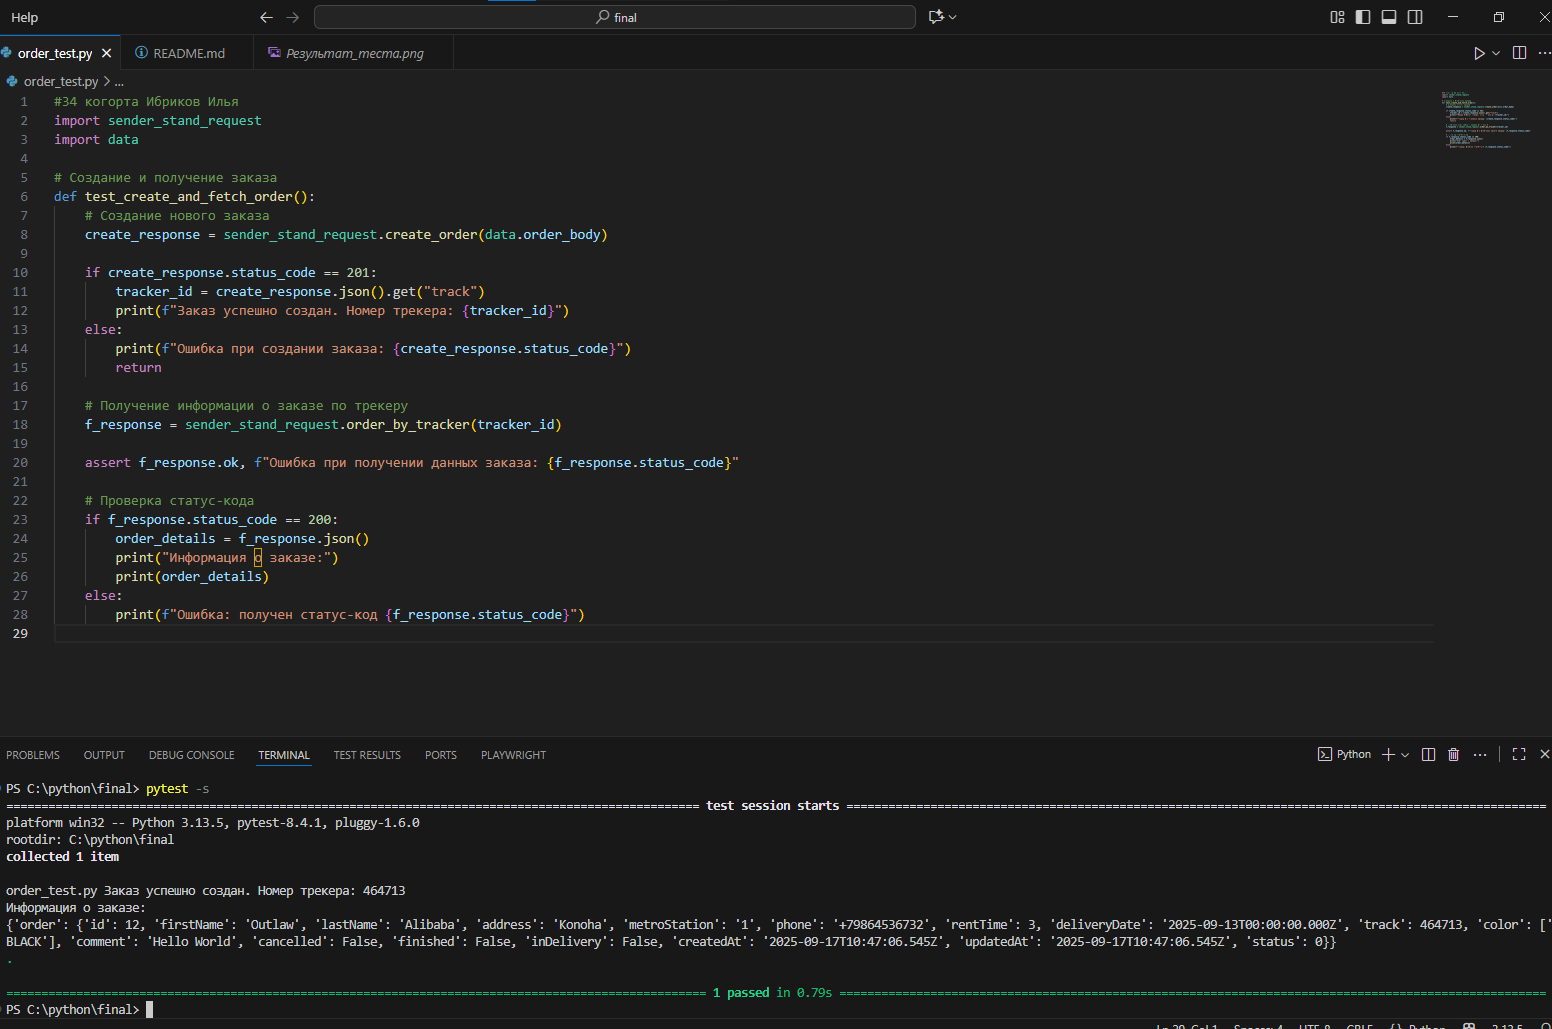 Help
final
order_test.py
README.md
Результат_теста.png
order_test.py > ...
1 #34 когорта Ибриков Илья
2 import sender_stand_request
3 import data
4
5 # Создание и получение заказа
6 def test_create_and_fetch_order():
7 # Создание нового заказа
8 create_response = sender_stand_request.create_order(data.order_body)
9
10 if create_response.status_code == 201:
11 tracker_id = create_response.json().get("track")
12 print(f"Заказ успешно создан. Номер трекера: {tracker_id}")
13 else:
14 print(f"Ошибка при создании заказа: {create_response.status_code}")
15 return
16
17 # Получение информации о заказе по трекеру
18 f_response = sender_stand_request.order_by_tracker(tracker_id)
19
20 assert f_response.ok, f"Ошибка при получении данных заказа: {f_response.status_code}"
21
22 # Проверка статус-кода
23 if f_response.status_code == 200:
24 order_details = f_response.json()
25 print("Информация о заказе:")
26 print(order_details)
27 else:
28 print(f"Ошибка: получен статус-код {f_response.status_code}")
29
PROBLEMS OUTPUT DEBUG CONSOLE TERMINAL TEST RESULTS PORTS PLAYWRIGHT
Python
PS C:\python\final> pytest -s
test session starts
platform win32 -- Python 3.13.5, pytest-8.4.1, pluggy-1.6.0
rootdir: C:\python\final
collected 1 item
order_test.py Заказ успешно создан. Номер трекера: 464713
Информация о заказе:
{'order': {'id': 12, 'firstName': 'Outlaw', 'lastName': 'Alibaba', 'address': 'Konoha', 'metroStation': '1', 'phone': '+79864536732', 'rentTime': 3, 'deliveryDate': '2025-09-13T00:00:00.000Z', 'track': 464713, 'color': ['
BLACK'], 'comment': 'Hello World', 'cancelled': False, 'finished': False, 'inDelivery': False, 'createdAt': '2025-09-17T10:47:06.545Z', 'updatedAt': '2025-09-17T10:47:06.545Z', 'status': 0}}
.
1 passed in 0.79s
PS C:\python\final>